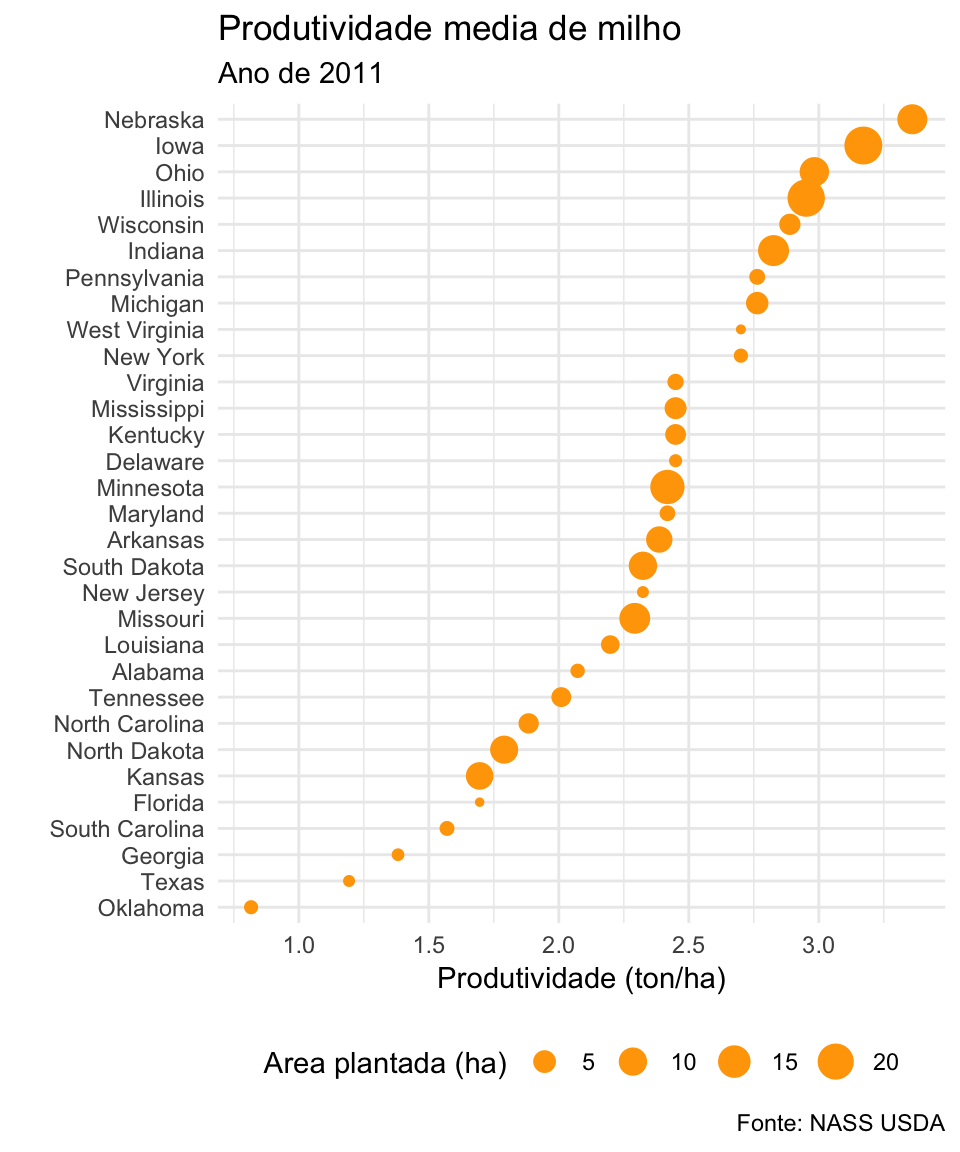 Produtividade media de milho
Ano de 2011
Nebraska
Iowa
Ohio
Illinois
Wisconsin
Indiana
Pennsylvania
Michigan
West Virginia
New York
Virginia
Mississippi
Kentucky
Delaware
Minnesota
Maryland
Arkansas
South Dakota
New Jersey
Missouri
Louisiana
Alabama
Tennessee
North Carolina
North Dakota
Kansas
Florida
South Carolina
Georgia
Texas
Oklahoma
1.0 1.5 2.0 2.5 3.0
Produtividade (ton/ha)
Area plantada (ha) 5 10 15 20
Fonte: NASS USDA